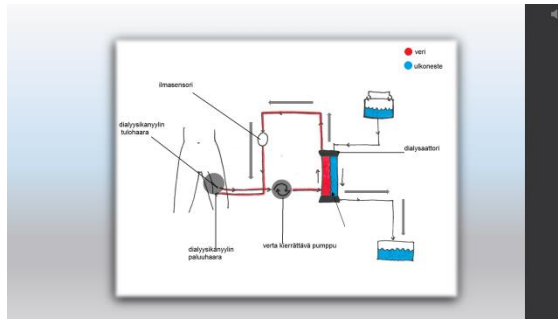 veri
ulkoneste
ilmasensori
dialyysikanyylin
tulohaara
dialysaattori
dialyysikanyylin
paluuhaara
verta kierrättävä pumppu